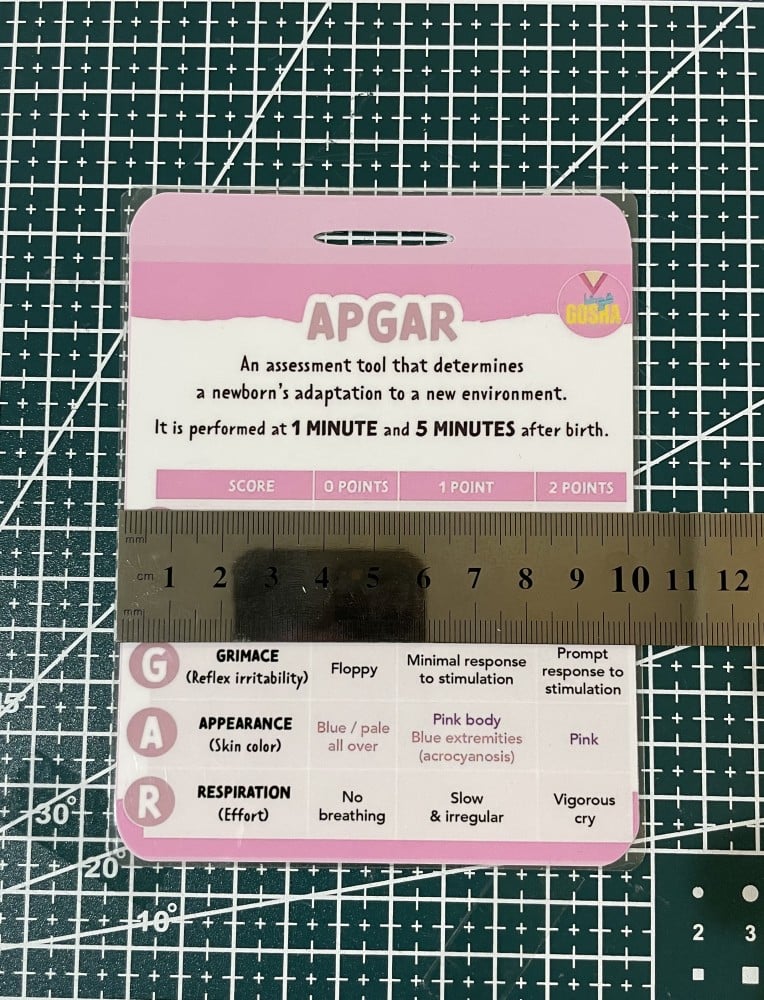 APGAR
GOSHA
An assessment tool that determines
a newborn's adaptation to a new environment.
It is performed at 1 MINUTE and 5 MINUTES after birth.
SCORE 0 POINTS 1 POINT 2 POINTS
mm
cm 1 2 3 4 5 6 7 8 9 10 11 12
mm
G GRIMACE (Reflex irritability) Floppy Minimal response to stimulation Prompt response to stimulation
A APPEARANCE (Skin color) Blue / pale all over Pink body Blue extremities (acrocyanosis) Pink
R RESPIRATION (Effort) No breathing Slow & irregular Vigorous cry
30°
20°
10°
2 3